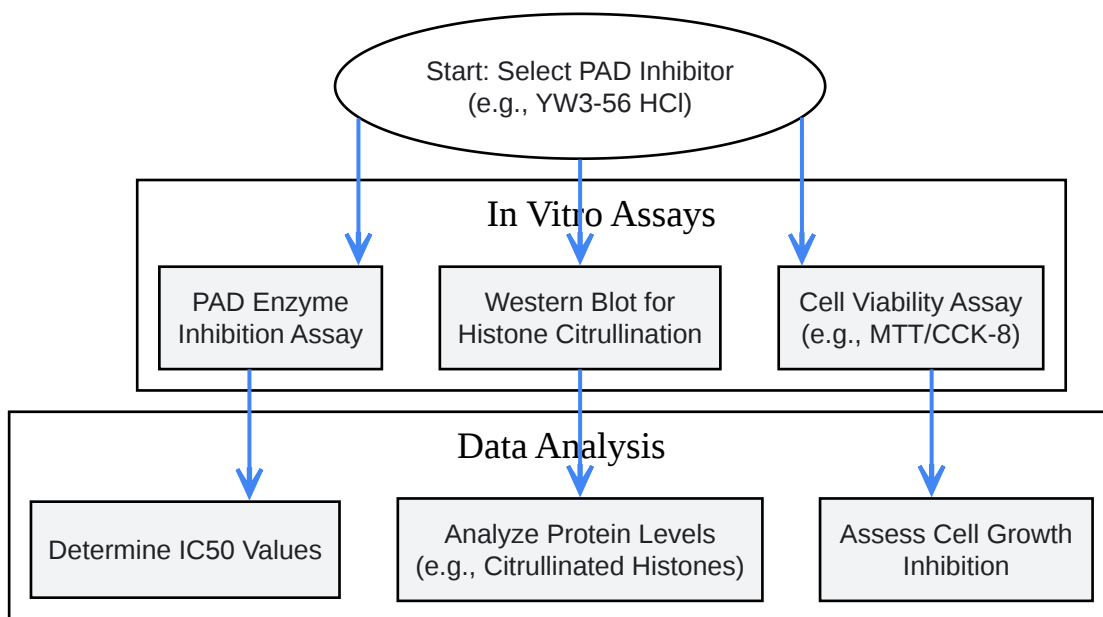 Start: Select PAD Inhibitor
(e.g., YW3-56 HCl)
In Vitro Assays
PAD Enzyme
Inhibition Assay
Western Blot for
Histone Citrullination
Cell Viability Assay
(e.g., MTT/CCK-8)
Data Analysis
Determine IC50 Values
Analyze Protein Levels
(e.g., Citrullinated Histones)
Assess Cell Growth
Inhibition